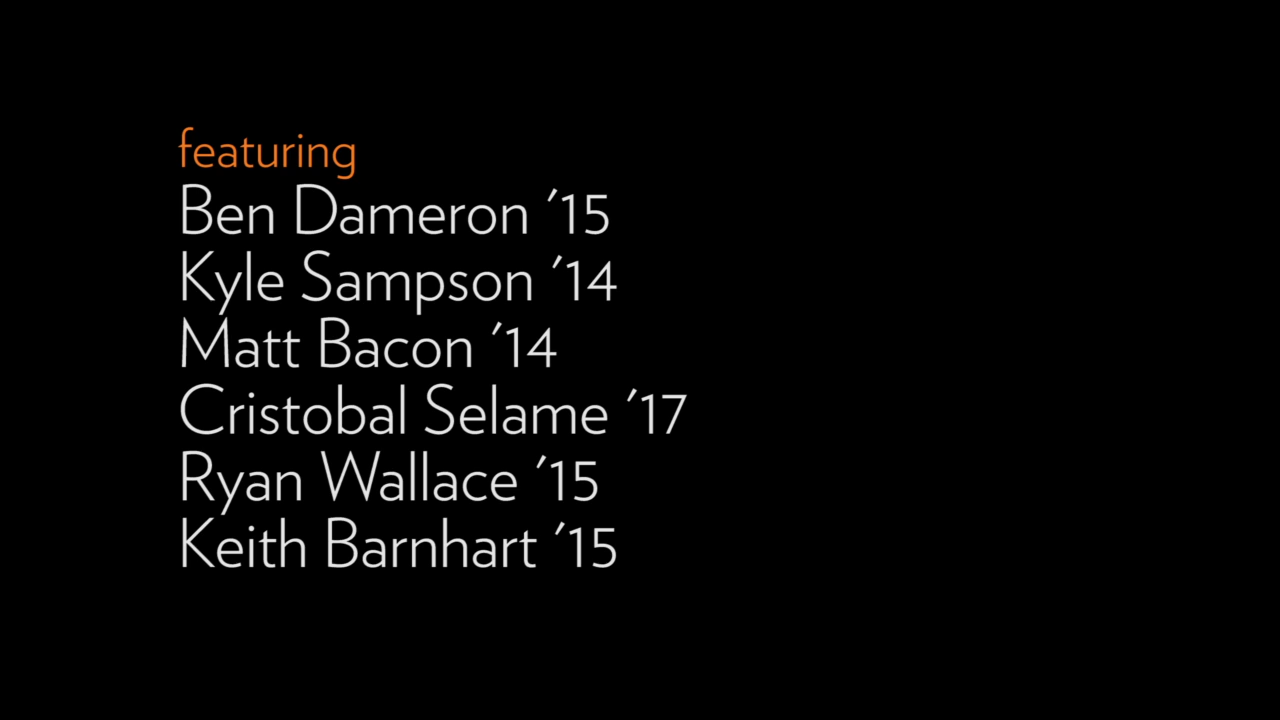 featuring
Ben Dameron '15
Kyle Sampson '14
Matt Bacon '14
Cristobal Selame '17
Ryan Wallace '15
Keith Barnhart '15